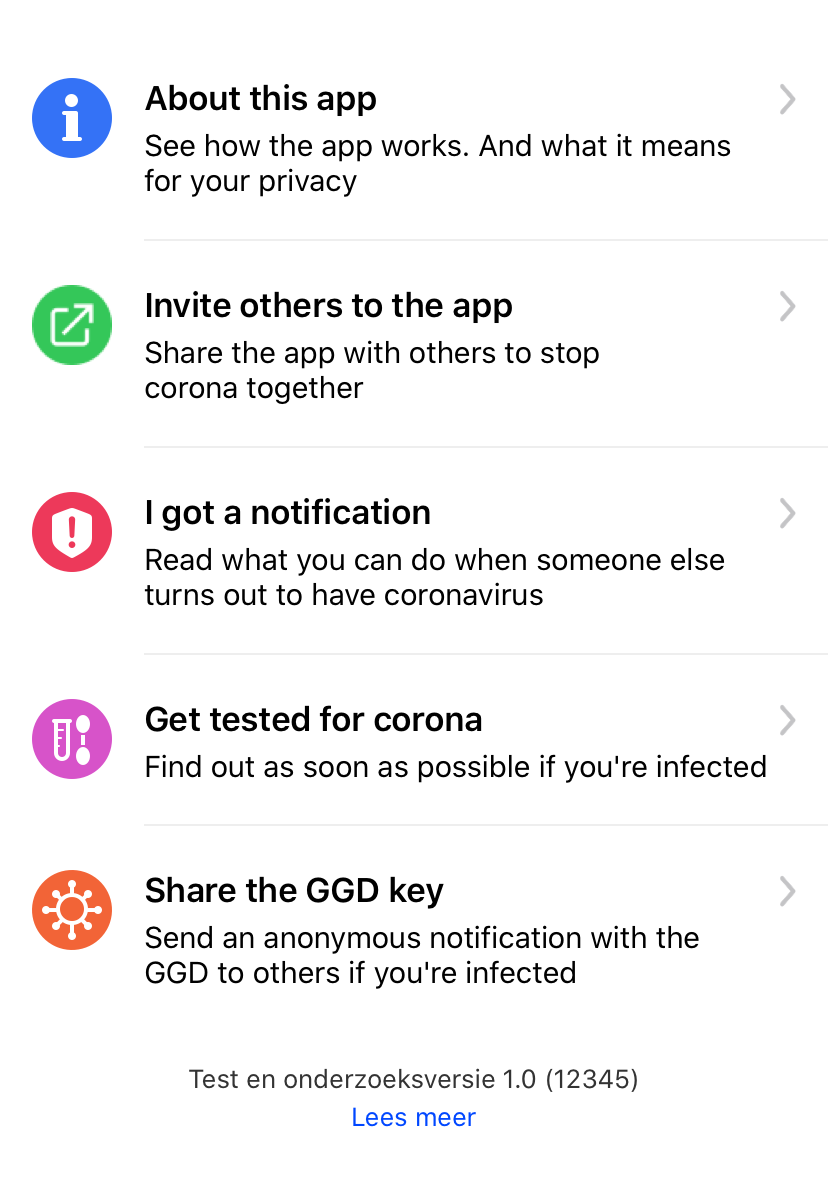 About this app
See how the app works. And what it means
for your privacy
Invite others to the app
Share the app with others to stop
corona together
I got a notification
Read what you can do when someone else
turns out to have coronavirus
Get tested for corona
Find out as soon as possible if you're infected
Share the GGD key
Send an anonymous notification with the
GGD to others if you're infected
Test en onderzoeksversie 1.0 (12345)
Lees meer